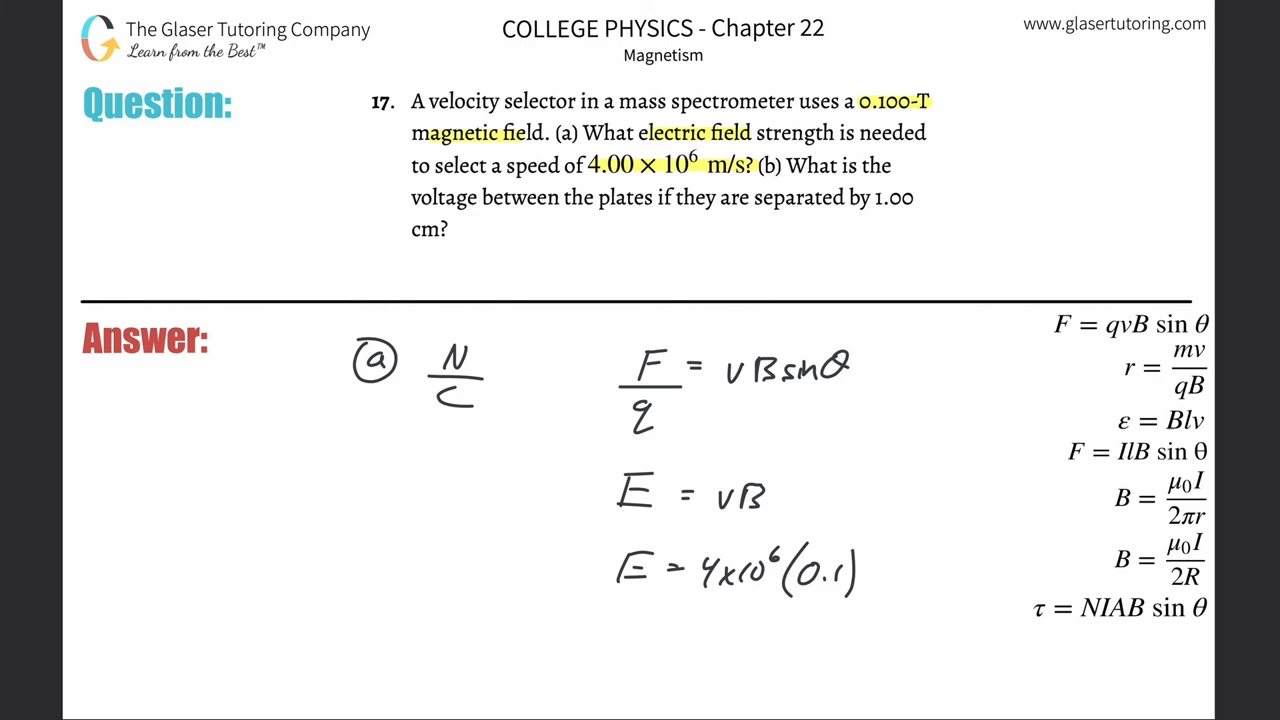 The Glaser Tutoring Company
Learn from the Best™
COLLEGE PHYSICS - Chapter 22
Magnetism
www.glasertutoring.com
Question:
17. A velocity selector in a mass spectrometer uses a 0.100-T
magnetic field. (a) What electric field strength is needed
to select a speed of 4.00 × 10⁶ m/s? (b) What is the
voltage between the plates if they are separated by 1.00
cm?
Answer:
(a) N/C
F/q = vB sin θ
E = vB
E = 4x10⁶(0.1)
F = qvB sin θ
r = mv/qB
ε = Blv
F = IlB sin θ
B = μ₀I/2πr
B = μ₀I/2R
τ = NIAB sin θ